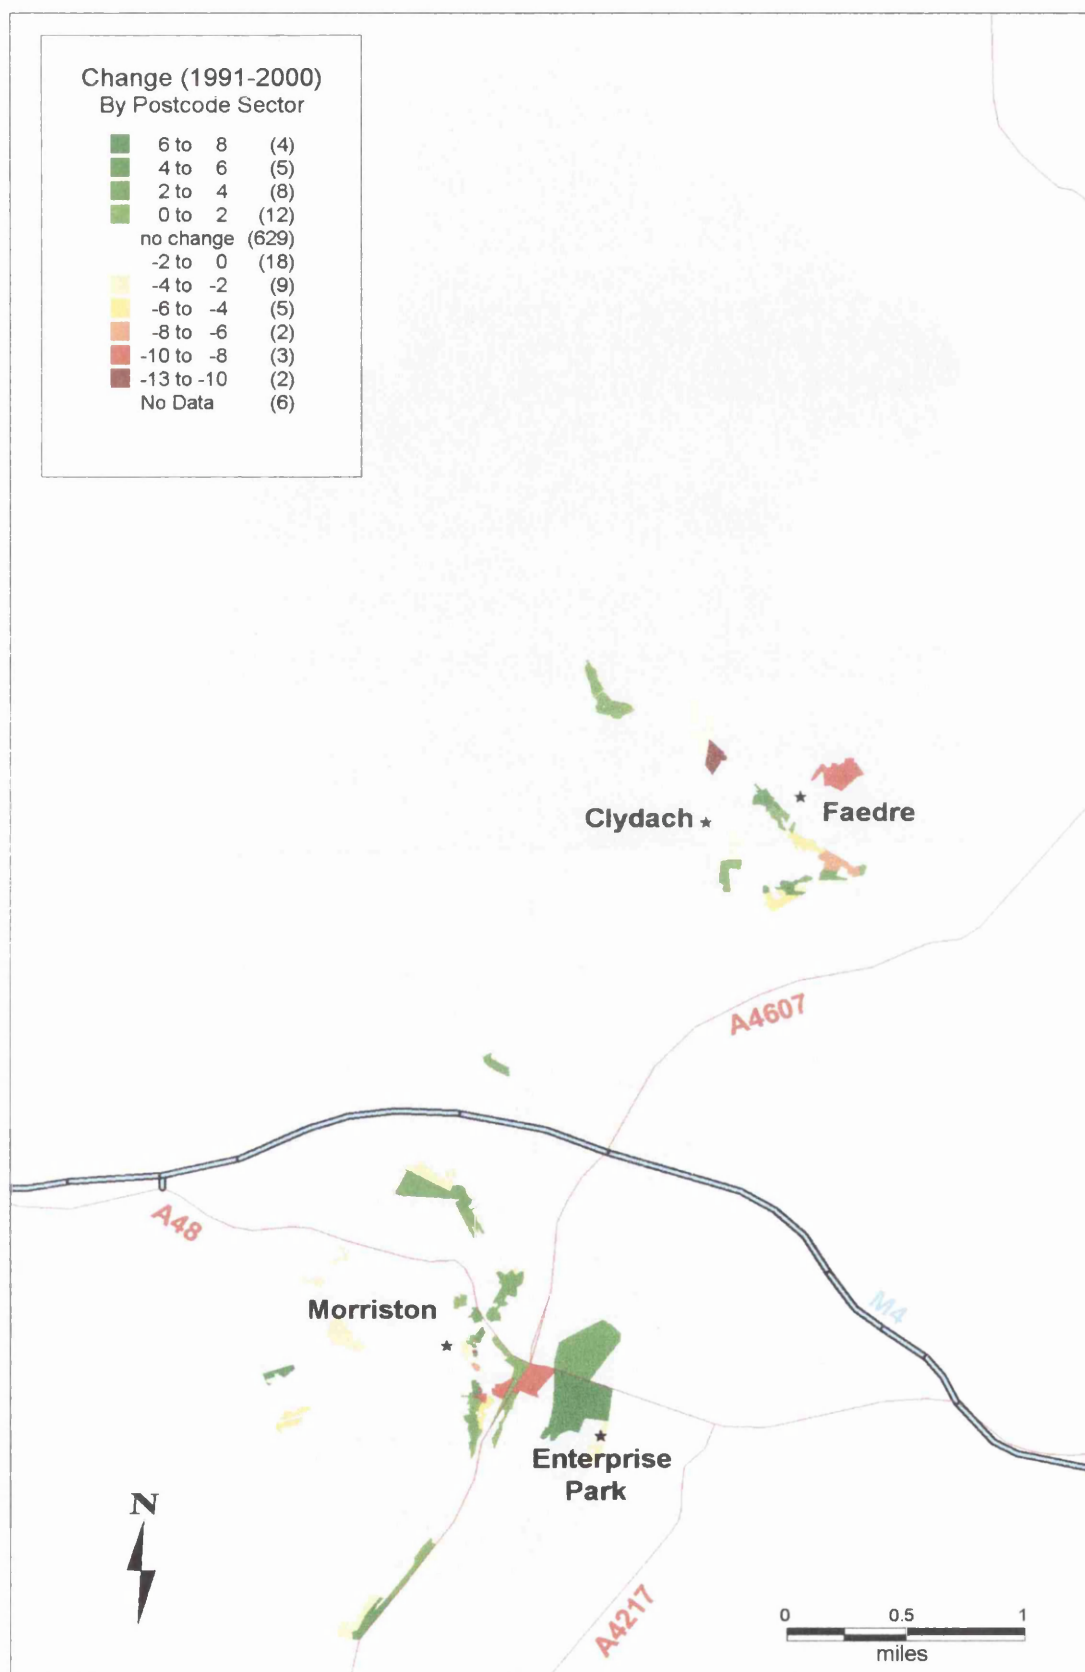 Change (1991-2000)
By Postcode Sector
6 to 8 (4)
4 to 6 (5)
2 to 4 (8)
0 to 2 (12)
no change (629)
-2 to 0 (18)
-4 to -2 (9)
-6 to -4 (5)
-8 to -6 (2)
-10 to -8 (3)
-13 to -10 (2)
No Data (6)
Clydach
Faedre
A4607
A48
M4
Morriston
Enterprise
Park
N
A4217
0 0.5 1
miles